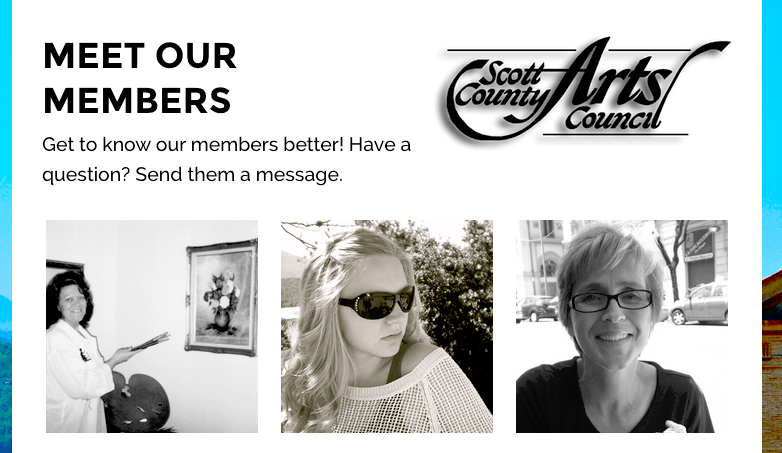 MEET OUR
MEMBERS
Get to know our members better! Have a
question? Send them a message.
Scott
County Arts
Council